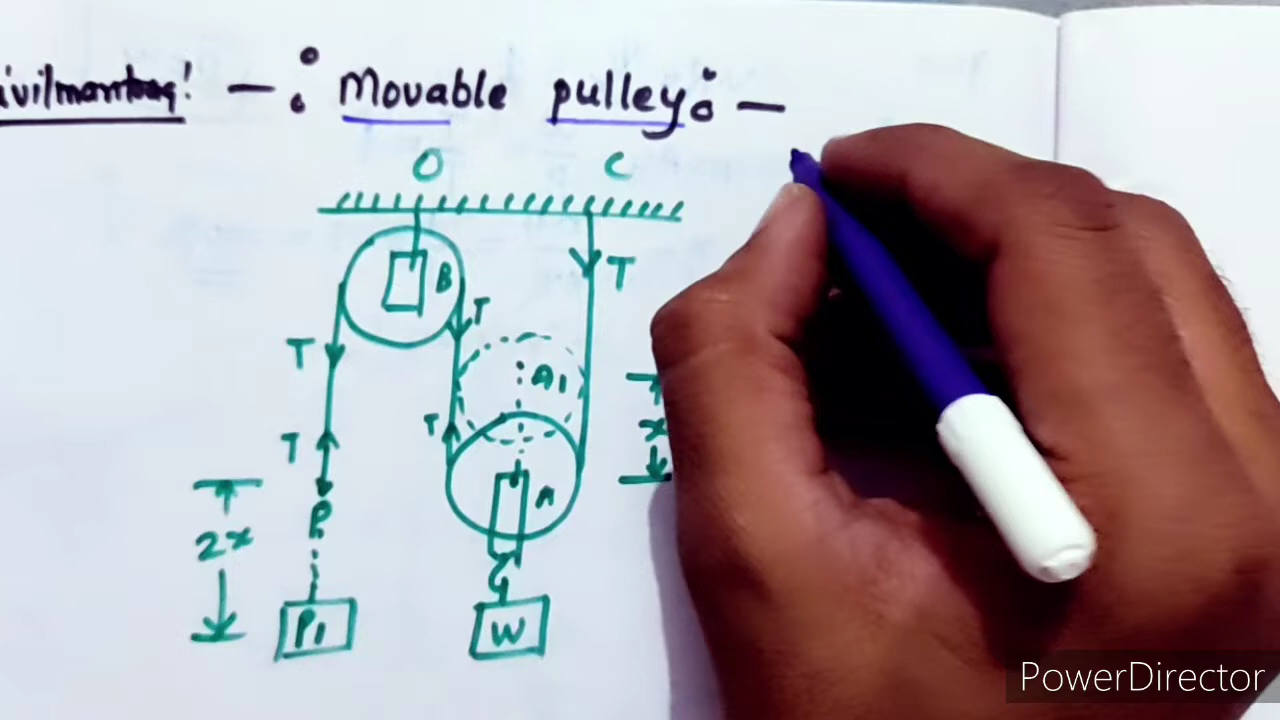 — : Movable pulley : —
O C
B
T
T
T
T
T
A1
x
A
P
2x
P1
W
PowerDirector